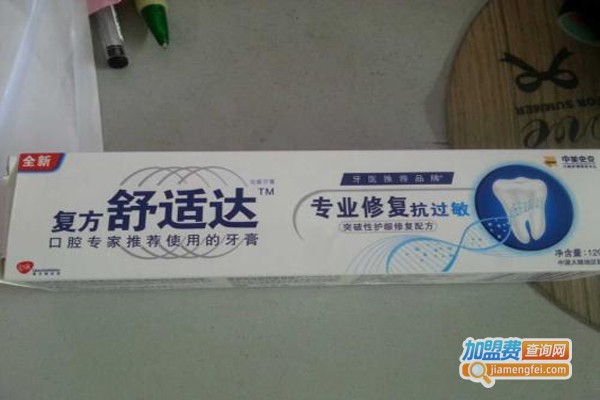 FOR SUMMER
全新
复方舒适达™
口腔专家推荐使用的牙膏
牙医推荐品牌
专业修复抗过敏
突破性护龈修复配方
中美史克
净含量:120
加盟费查询网
jiamengfei.com